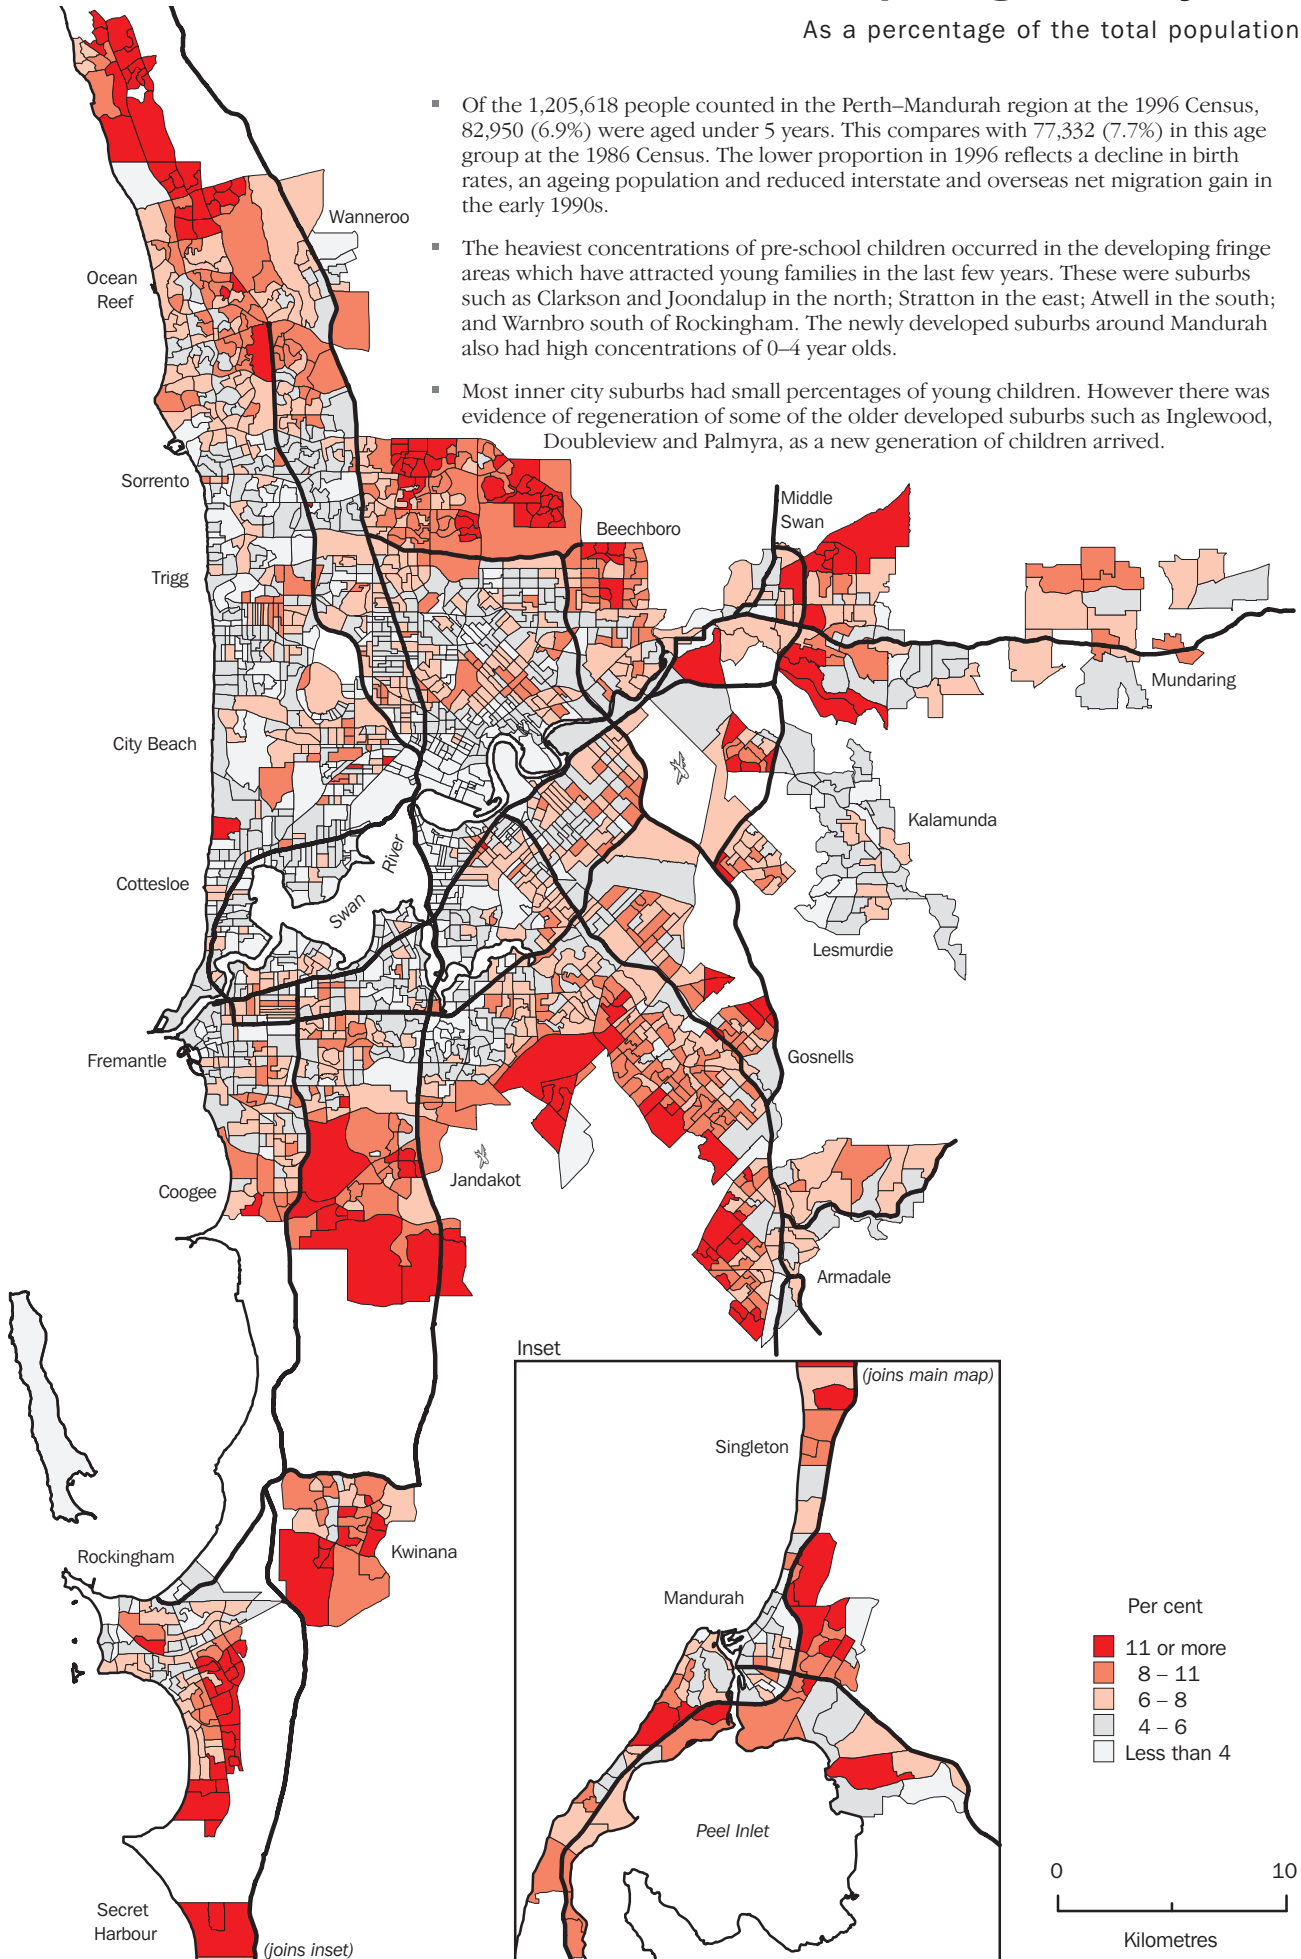 As a percentage of the total population
Of the 1,205,618 people counted in the Perth–Mandurah region at the 1996 Census,
82,950 (6.9%) were aged under 5 years. This compares with 77,332 (7.7%) in this age
group at the 1986 Census. The lower proportion in 1996 reflects a decline in birth
rates, an ageing population and reduced interstate and overseas net migration gain in
the early 1990s.
The heaviest concentrations of pre-school children occurred in the developing fringe
areas which have attracted young families in the last few years. These were suburbs
such as Clarkson and Joondalup in the north; Stratton in the east; Atwell in the south;
and Warnbro south of Rockingham. The newly developed suburbs around Mandurah
also had high concentrations of 0–4 year olds.
Most inner city suburbs had small percentages of young children. However there was
evidence of regeneration of some of the older developed suburbs such as Inglewood,
Doubleview and Palmyra, as a new generation of children arrived.
Wanneroo
Ocean
Reef
Sorrento
Middle
Swan
Beechboro
Trigg
Mundaring
City Beach
Kalamunda
River
Swan
Cottesloe
Lesmurdie
Fremantle
Gosnells
Jandakot
Coogee
Armadale
Inset
(joins main map)
Singleton
Kwinana
Rockingham
Mandurah
Peel Inlet
Secret
Harbour
(joins inset)
Per cent
11 or more
8 – 11
6 – 8
4 – 6
Less than 4
0 10
Kilometres